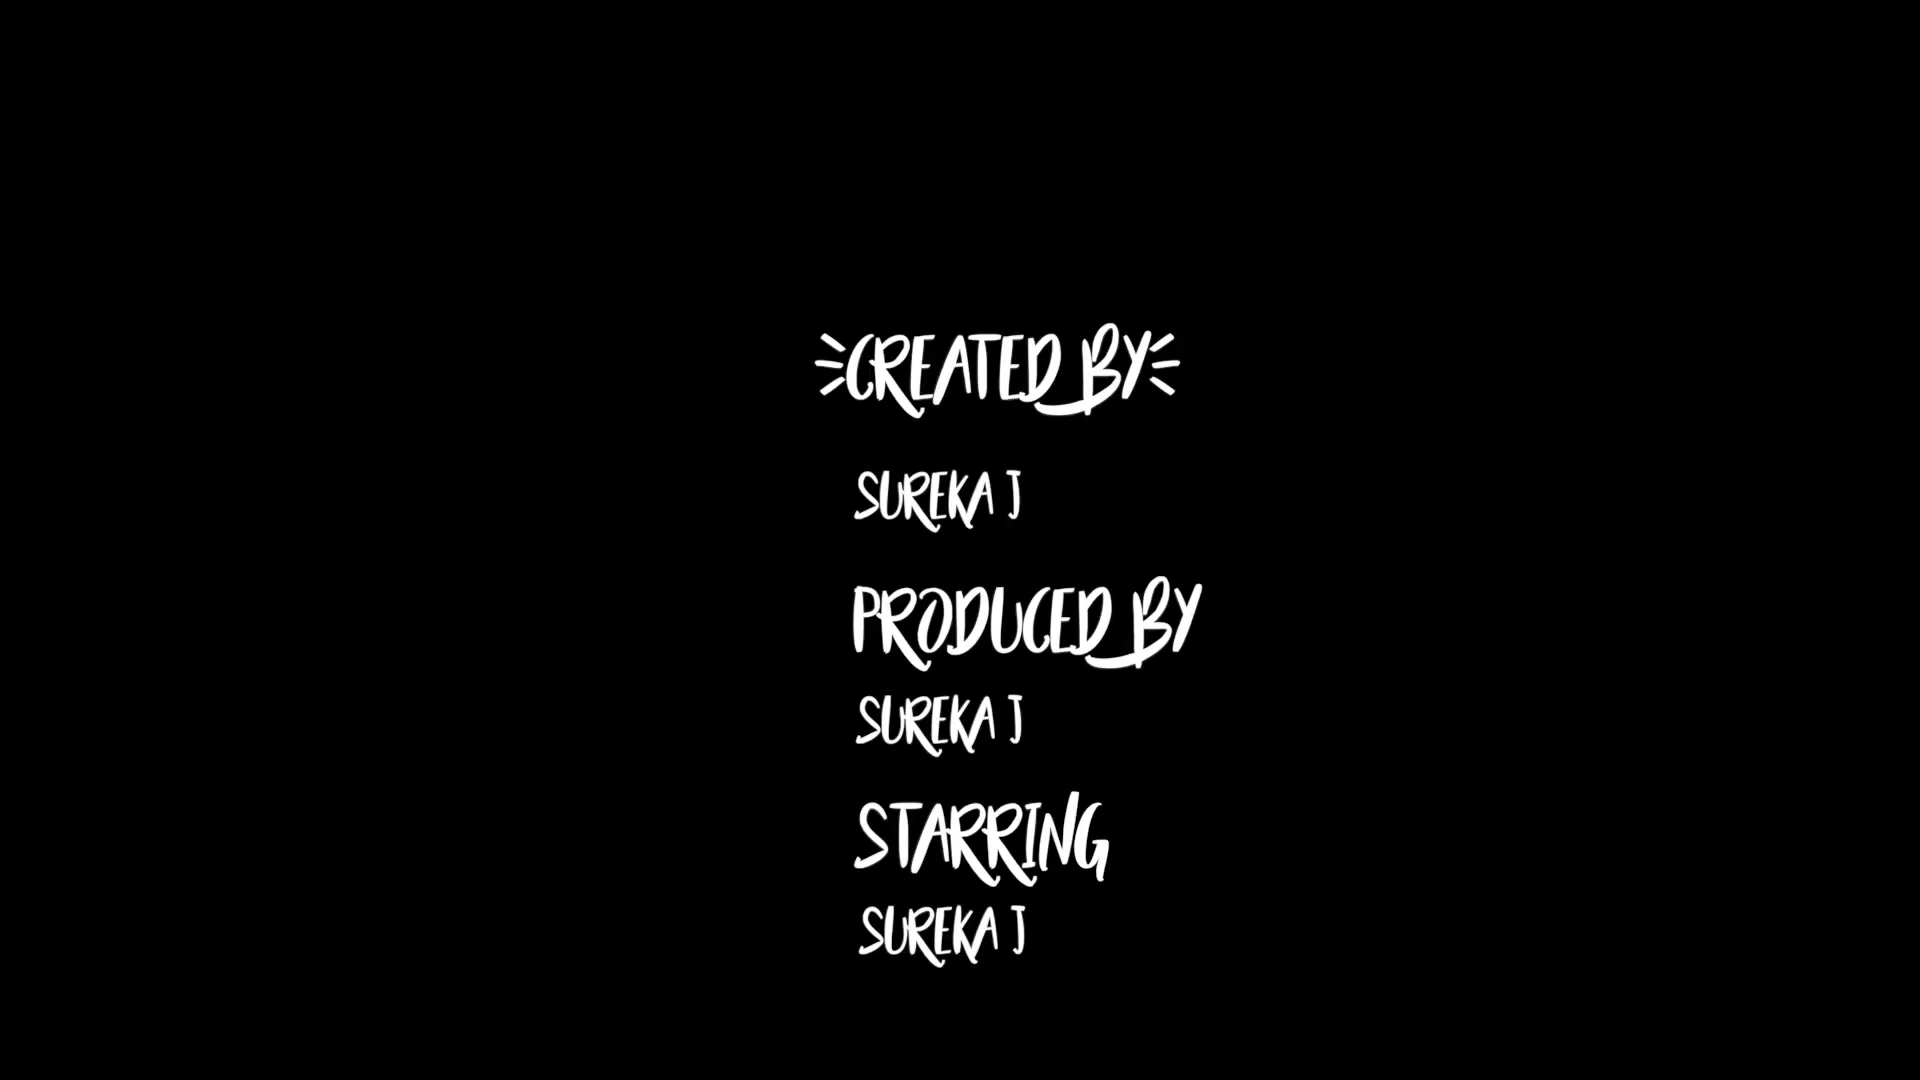 CREATED BY
SUREKA J
PRODUCED BY
SUREKA J
STARRING
SUREKA J